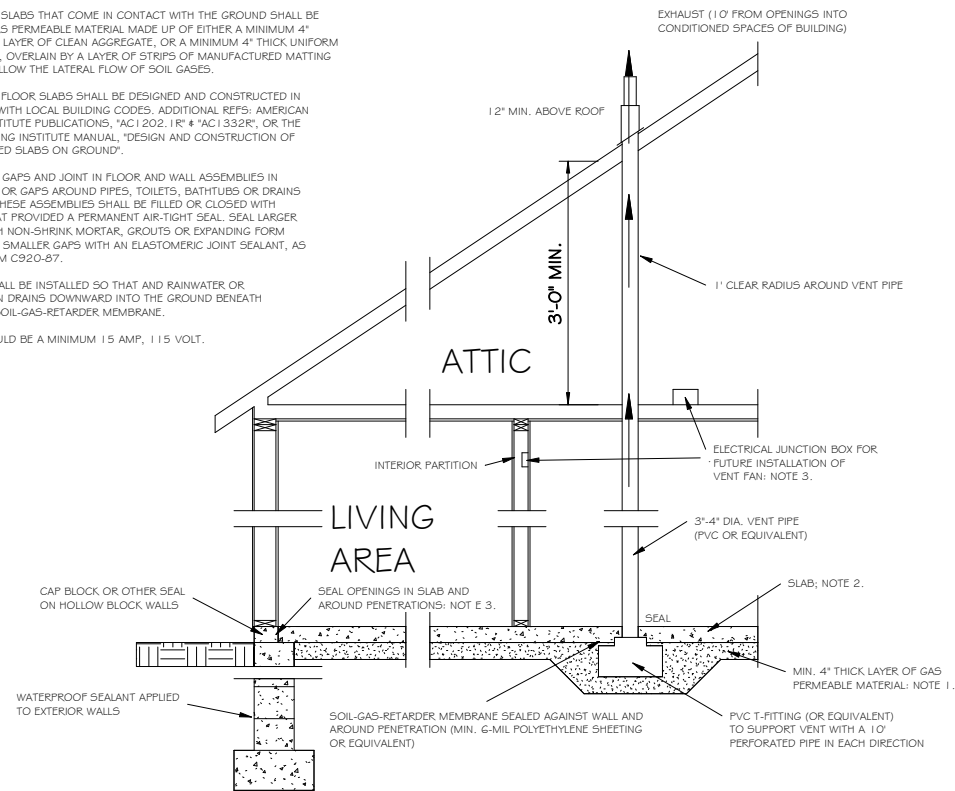 SLABS THAT COME IN CONTACT WITH THE GROUND SHALL BE
S PERMEABLE MATERIAL MADE UP OF EITHER A MINIMUM 4"
LAYER OF CLEAN AGGREGATE, OR A MINIMUM 4" THICK UNIFORM
, OVERLAIN BY A LAYER OF STRIPS OF MANUFACTURED MATTING
LLOW THE LATERAL FLOW OF SOIL GASES.
FLOOR SLABS SHALL BE DESIGNED AND CONSTRUCTED IN
WITH LOCAL BUILDING CODES. ADDITIONAL REFS: AMERICAN
TITUTE PUBLICATIONS, "AC1202.1R" & "AC1332R", OR THE
NG INSTITUTE MANUAL, "DESIGN AND CONSTRUCTION OF
ED SLABS ON GROUND".
GAPS AND JOINT IN FLOOR AND WALL ASSEMBLIES IN
OR GAPS AROUND PIPES, TOILETS, BATHTUBS OR DRAINS
HESE ASSEMBLIES SHALL BE FILLED OR CLOSED WITH
AT PROVIDED A PERMANENT AIR-TIGHT SEAL. SEAL LARGER
H NON-SHRINK MORTAR, GROUTS OR EXPANDING FORM
SMALLER GAPS WITH AN ELASTOMERIC JOINT SEALANT, AS
M C920-87.
ALL BE INSTALLED SO THAT AND RAINWATER OR
N DRAINS DOWNWARD INTO THE GROUND BENEATH
SOIL-GAS-RETARDER MEMBRANE.
ULD BE A MINIMUM 15 AMP, 115 VOLT.
EXHAUST (10' FROM OPENINGS INTO
CONDITIONED SPACES OF BUILDING)
12" MIN. ABOVE ROOF
3'-0" MIN.
1' CLEAR RADIUS AROUND VENT PIPE
ATTIC
INTERIOR PARTITION
ELECTRICAL JUNCTION BOX FOR
FUTURE INSTALLATION OF
VENT FAN: NOTE 3.
LIVING
AREA
3"-4" DIA. VENT PIPE
(PVC OR EQUIVALENT)
CAP BLOCK OR OTHER SEAL
ON HOLLOW BLOCK WALLS
SEAL OPENINGS IN SLAB AND
AROUND PENETRATIONS: NOT E 3.
SLAB; NOTE 2.
SEAL
MIN. 4" THICK LAYER OF GAS
PERMEABLE MATERIAL: NOTE 1.
WATERPROOF SEALANT APPLIED
TO EXTERIOR WALLS
SOIL-GAS-RETARDER MEMBRANE SEALED AGAINST WALL AND
AROUND PENETRATION (MIN. 6-MIL POLYETHYLENE SHEETING
OR EQUIVALENT)
PVC T-FITTING (OR EQUIVALENT)
TO SUPPORT VENT WITH A 10'
PERFORATED PIPE IN EACH DIRECTION